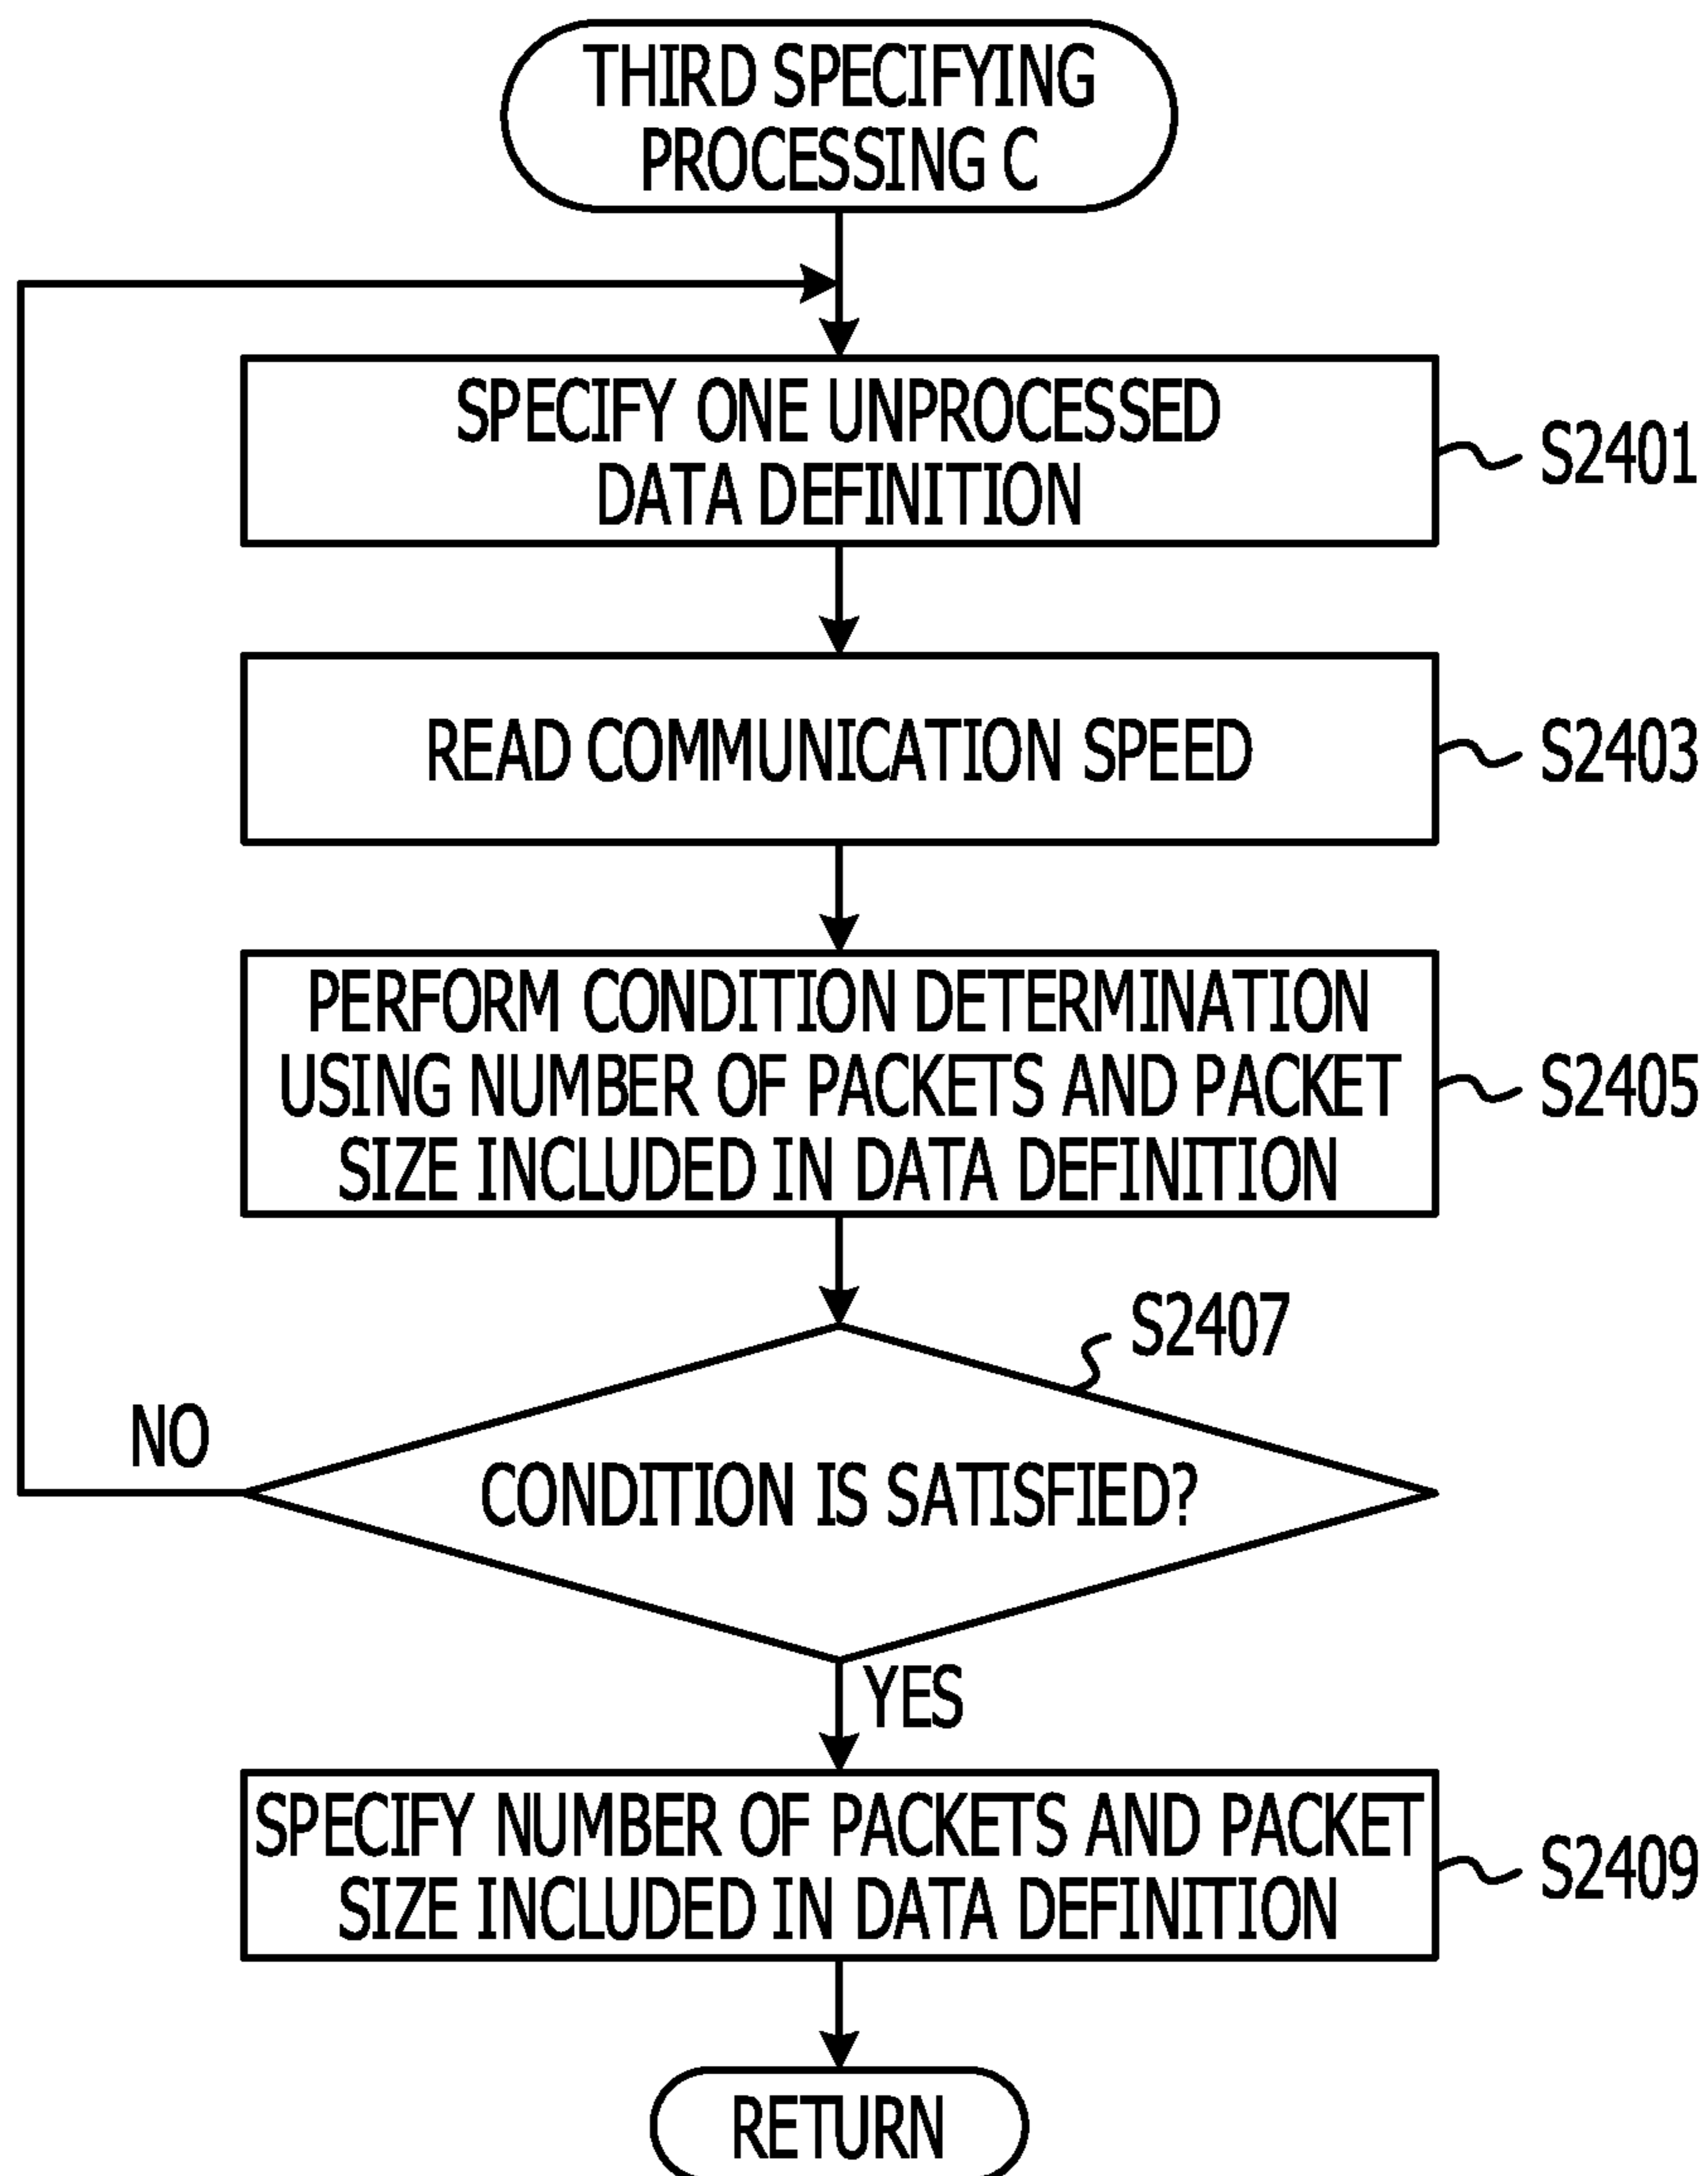 THIRD SPECIFYING
PROCESSING C
SPECIFY ONE UNPROCESSED
DATA DEFINITION
S2401
READ COMMUNICATION SPEED
S2403
PERFORM CONDITION DETERMINATION
USING NUMBER OF PACKETS AND PACKET
SIZE INCLUDED IN DATA DEFINITION
S2405
S2407
NO
CONDITION IS SATISFIED?
YES
SPECIFY NUMBER OF PACKETS AND PACKET
SIZE INCLUDED IN DATA DEFINITION
S2409
RETURN